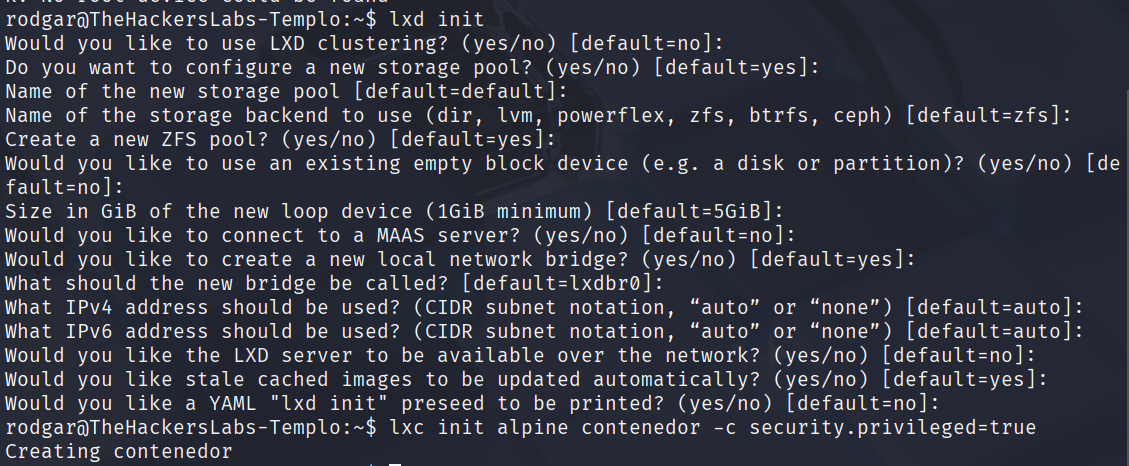 k: No root device could be found
rodgar@TheHackersLabs-Templo:~$ lxd init
Would you like to use LXD clustering? (yes/no) [default=no]:
Do you want to configure a new storage pool? (yes/no) [default=yes]:
Name of the new storage pool [default=default]:
Name of the storage backend to use (dir, lvm, powerflex, zfs, btrfs, ceph) [default=zfs]:
Create a new ZFS pool? (yes/no) [default=yes]:
Would you like to use an existing empty block device (e.g. a disk or partition)? (yes/no) [de
fault=no]:
Size in GiB of the new loop device (1GiB minimum) [default=5GiB]:
Would you like to connect to a MAAS server? (yes/no) [default=no]:
Would you like to create a new local network bridge? (yes/no) [default=yes]:
What should the new bridge be called? [default=lxdbr0]:
What IPv4 address should be used? (CIDR subnet notation, “auto” or “none”) [default=auto]:
What IPv6 address should be used? (CIDR subnet notation, “auto” or “none”) [default=auto]:
Would you like the LXD server to be available over the network? (yes/no) [default=no]:
Would you like stale cached images to be updated automatically? (yes/no) [default=yes]:
Would you like a YAML "lxd init" preseed to be printed? (yes/no) [default=no]:
rodgar@TheHackersLabs-Templo:~$ lxc init alpine contenedor -c security.privileged=true
Creating contenedor